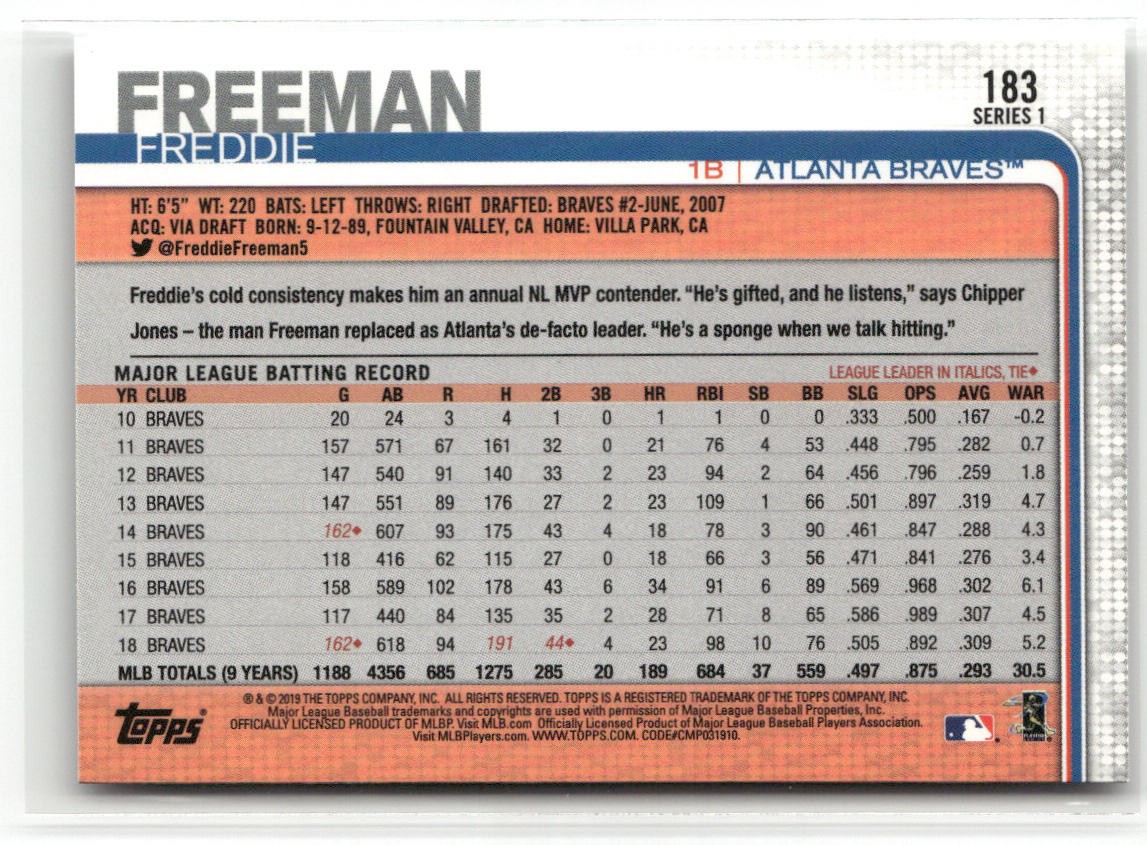 FREEMAN
FREDDIE
183
SERIES 1
1B | ATLANTA BRAVES™
HT: 6'5" WT: 220 BATS: LEFT THROWS: RIGHT DRAFTED: BRAVES #2-JUNE, 2007
ACQ: VIA DRAFT BORN: 9-12-89, FOUNTAIN VALLEY, CA HOME: VILLA PARK, CA
@FreddieFreeman5
Freddie's cold consistency makes him an annual NL MVP contender. "He's gifted, and he listens," says Chipper
Jones – the man Freeman replaced as Atlanta's de-facto leader. "He's a sponge when we talk hitting."
MAJOR LEAGUE BATTING RECORD LEAGUE LEADER IN ITALICS, TIE◆
YR CLUB G AB R H 2B 3B HR RBI SB BB SLG OPS AVG WAR
10 BRAVES 20 24 3 4 1 0 1 1 0 0 .333 .500 .167 -0.2
11 BRAVES 157 571 67 161 32 0 21 76 4 53 .448 .795 .282 0.7
12 BRAVES 147 540 91 140 33 2 23 94 2 64 .456 .796 .259 1.8
13 BRAVES 147 551 89 176 27 2 23 109 1 66 .501 .897 .319 4.7
14 BRAVES 162◆ 607 93 175 43 4 18 78 3 90 .461 .847 .288 4.3
15 BRAVES 118 416 62 115 27 0 18 66 3 56 .471 .841 .276 3.4
16 BRAVES 158 589 102 178 43 6 34 91 6 89 .569 .968 .302 6.1
17 BRAVES 117 440 84 135 35 2 28 71 8 65 .586 .989 .307 4.5
18 BRAVES 162◆ 618 94 191 44◆ 4 23 98 10 76 .505 .892 .309 5.2
MLB TOTALS (9 YEARS) 1188 4356 685 1275 285 20 189 684 37 559 .497 .875 .293 30.5
Topps®
® & © 2019 THE TOPPS COMPANY, INC. ALL RIGHTS RESERVED. TOPPS IS A REGISTERED TRADEMARK OF THE TOPPS COMPANY, INC.
Major League Baseball trademarks and copyrights are used with permission of Major League Baseball Properties, Inc.
OFFICIALLY LICENSED PRODUCT OF MLBP. Visit MLB.com Officially Licensed Product of Major League Baseball Players Association.
Visit MLBPlayers.com. WWW.TOPPS.COM. CODE#CMP031910.